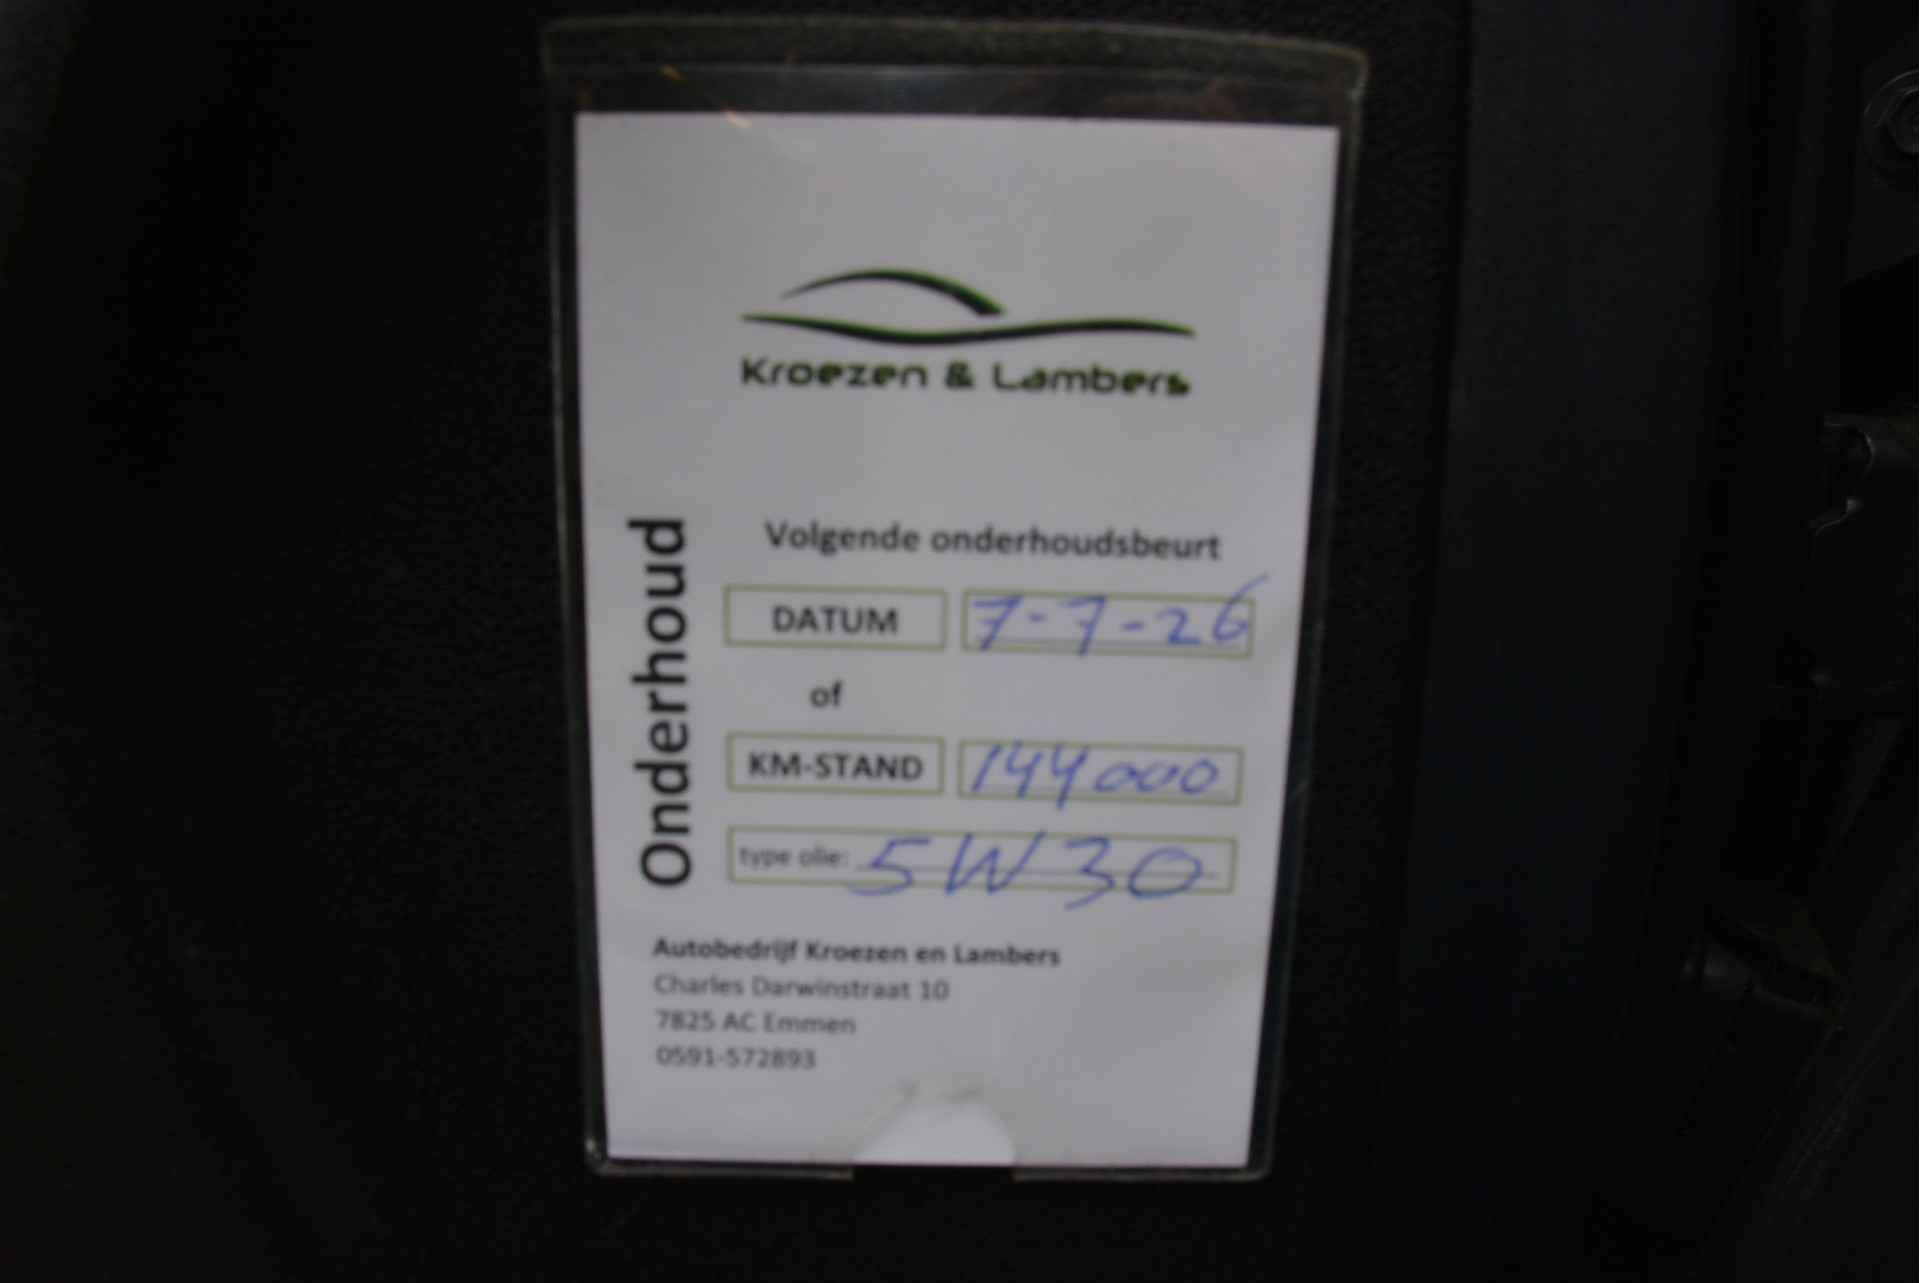 Kroezen & Lambers
Onderhoud
Volgende onderhoudsbeurt
DATUM 7-7-26
of
KM-STAND 144000
type olie: 5W30
Autobedrijf Kroezen en Lambers
Charles Darwinstraat 10
7825 AC Emmen
0591-572893